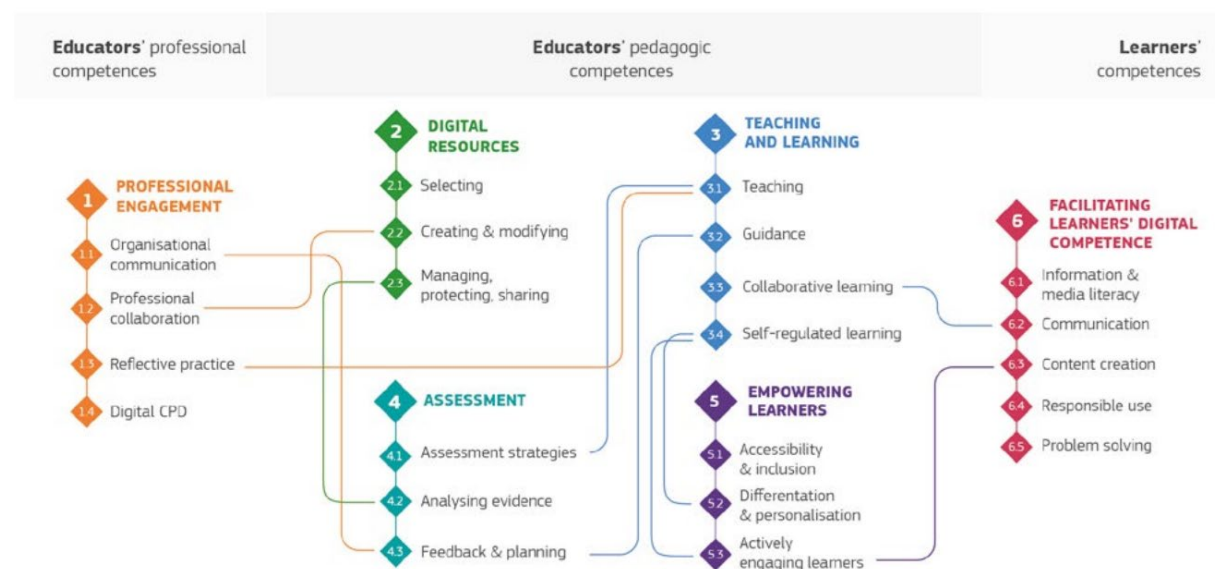 Educators' professional
competences
Educators' pedagogic
competences
Learners'
competences
1
PROFESSIONAL
ENGAGEMENT
1.1
Organisational
communication
1.2
Professional
collaboration
1.3
Reflective practice
1.4
Digital CPD
2
DIGITAL
RESOURCES
2.1
Selecting
2.2
Creating & modifying
2.3
Managing,
protecting, sharing
3
TEACHING
AND LEARNING
3.1
Teaching
3.2
Guidance
3.3
Collaborative learning
3.4
Self-regulated learning
4
ASSESSMENT
4.1
Assessment strategies
4.2
Analysing evidence
4.3
Feedback & planning
5
EMPOWERING
LEARNERS
5.1
Accessibility
& inclusion
5.2
Differentation
& personalisation
5.3
Actively
engaging learners
6
FACILITATING
LEARNERS' DIGITAL
COMPETENCE
6.1
Information &
media literacy
6.2
Communication
6.3
Content creation
6.4
Responsible use
6.5
Problem solving